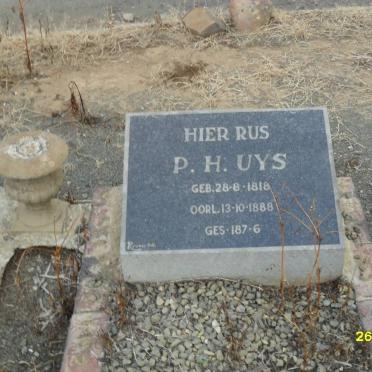 HIER RUS
P. H. UYS
GEB. 28-8-1818
OORL. 13-10-1888
GES. 187-6
26